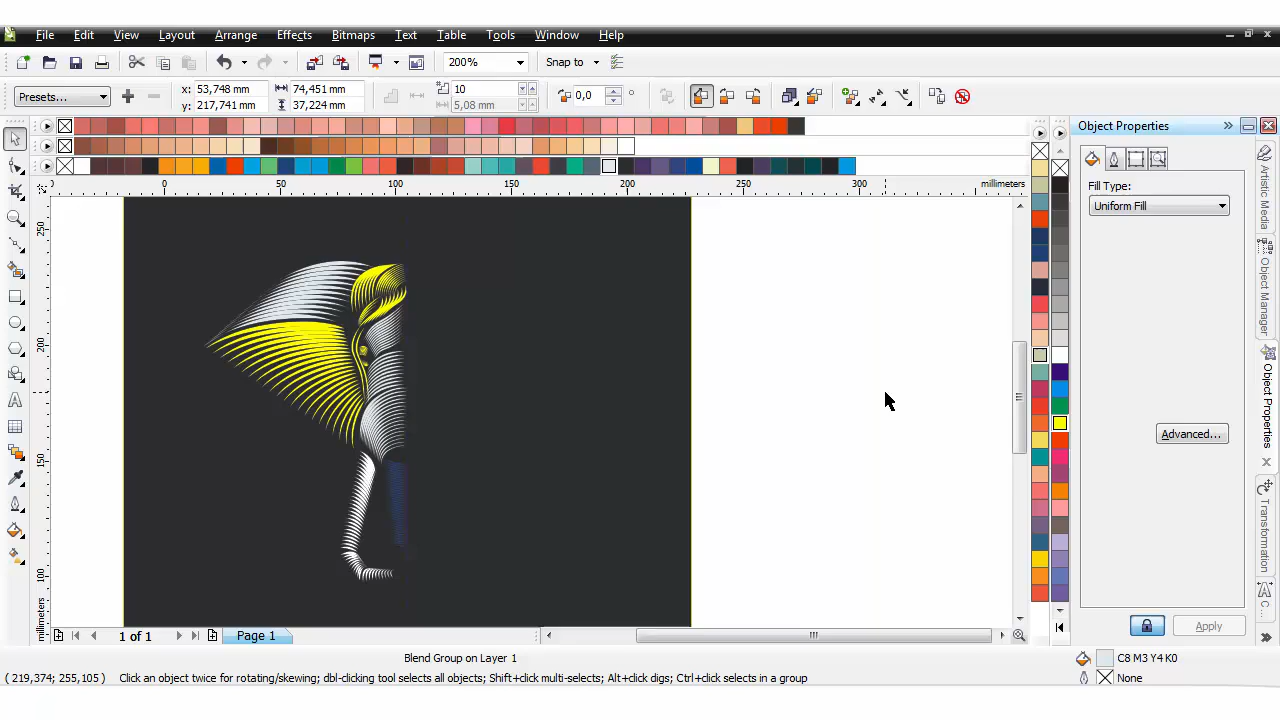 File Edit View Layout Arrange Effects Bitmaps Text Table Tools Window Help
200% Snap to
Presets... x: 53,748 mm 74,451 mm 10 0,0 °
y: 217,741 mm 37,224 mm 5,08 mm
Object Properties
0 50 100 150 200 250 300 millimeters
Fill Type:
Uniform Fill
250
200
150
100
millimeters
Advanced...
Artistic Media
Object Manager
Object Properties
Transformation
C...
1 of 1 Page 1
Apply
Blend Group on Layer 1
C8 M3 Y4 K0
( 219,374; 255,105 ) Click an object twice for rotating/skewing; dbl-clicking tool selects all objects; Shift+click multi-selects; Alt+click digs; Ctrl+click selects in a group
None